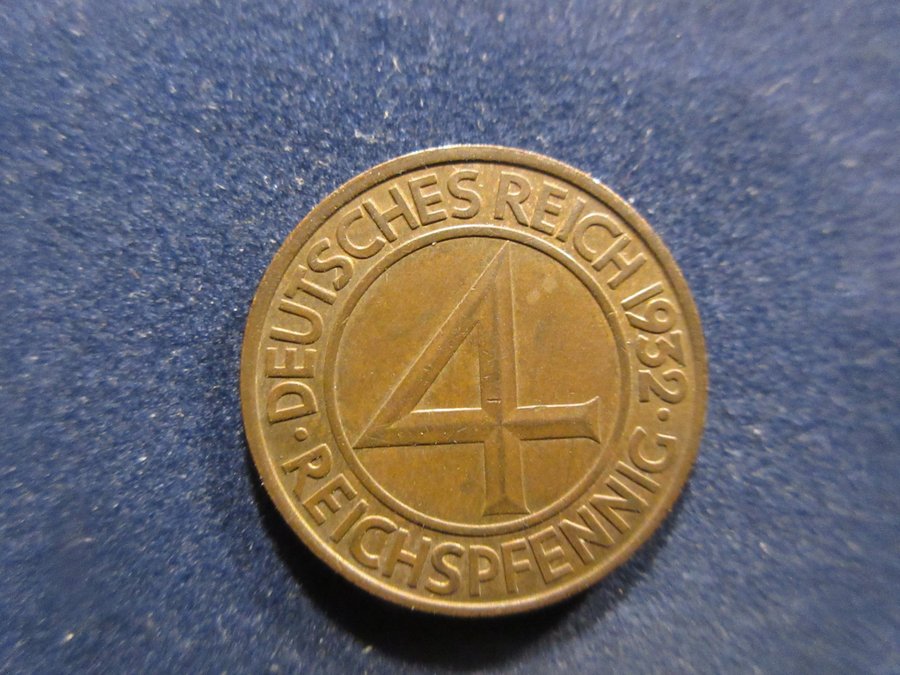 DEUTSCHES REICH 1932
· REICHSPFENNIG ·
4